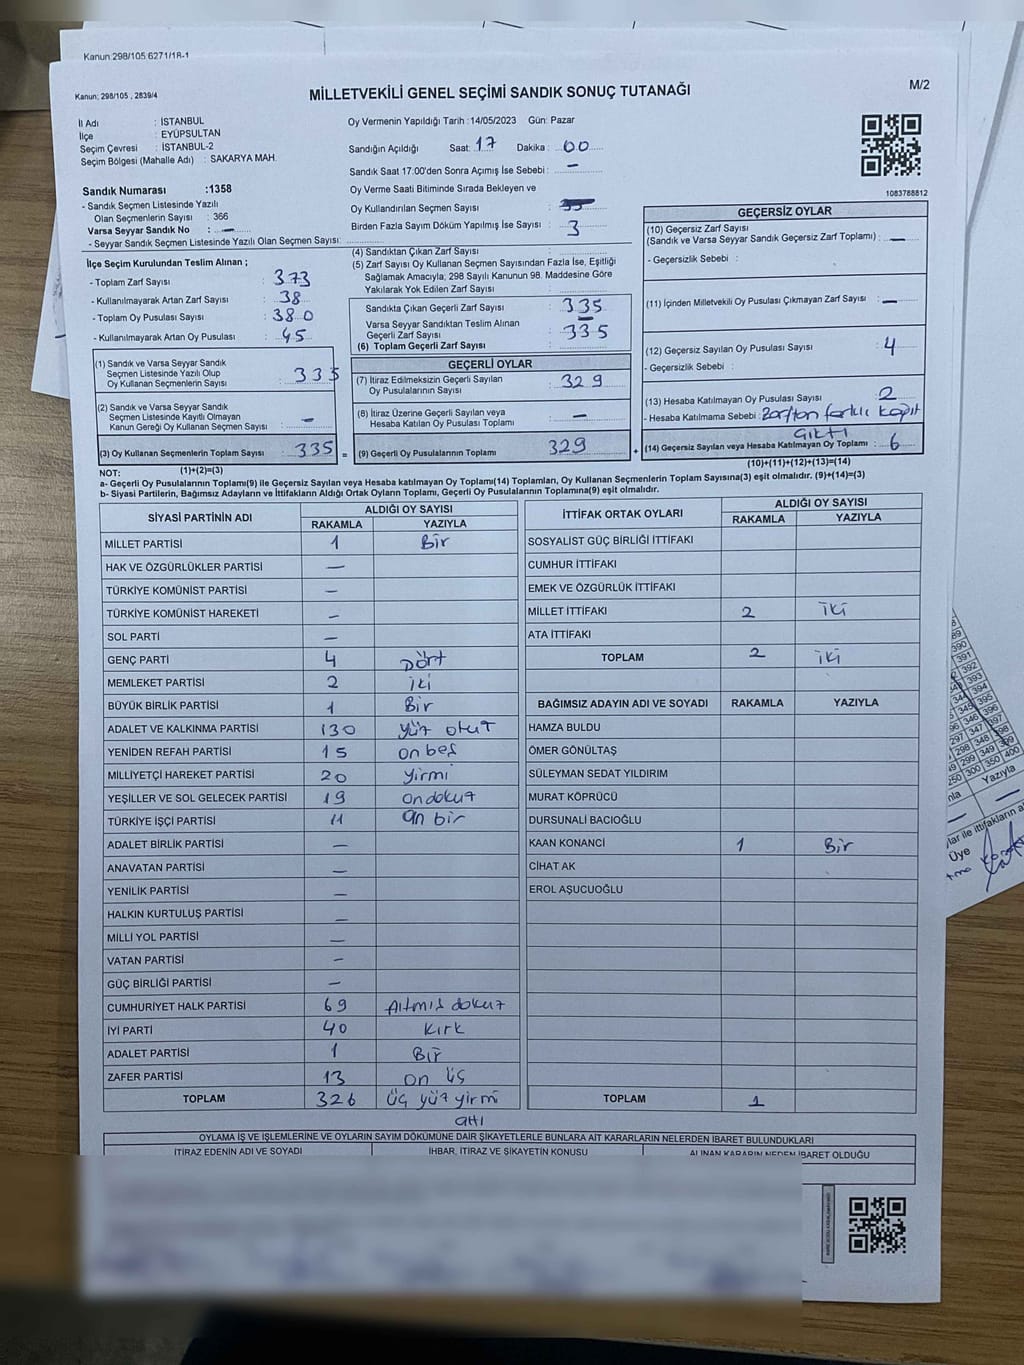 Kanun:298/105 6271/18-1
Kanun: 298/105 , 2839/4
MİLLETVEKİLİ GENEL SEÇİMİ SANDIK SONUÇ TUTANAĞI
M/2
İl Adı : İSTANBUL
İlçe : EYÜPSULTAN
Seçim Çevresi : İSTANBUL-2
Seçim Bölgesi (Mahalle Adı) : SAKARYA MAH.
Oy Vermenin Yapıldığı Tarih :14/05/2023 Gün: Pazar
Sandığın Açıldığı Saat: 17 Dakika : 00
Sandık Saat 17:00'den Sonra Açımış İse Sebebi : —
Oy Verme Saati Bitiminde Sırada Bekleyen ve
Oy Kullandırılan Seçmen Sayısı :
Birden Fazla Sayım Döküm Yapılmış İse Sayısı : 3
1083788812
Sandık Numarası :1358
- Sandık Seçmen Listesinde Yazılı
Olan Seçmenlerin Sayısı : 366
Varsa Seyyar Sandık No : —
- Seyyar Sandık Seçmen Listesinde Yazılı Olan Seçmen Sayısı:
İlçe Seçim Kurulundan Teslim Alınan ;
- Toplam Zarf Sayısı : 373
- Kullanılmayarak Artan Zarf Sayısı : 38
- Toplam Oy Pusulası Sayısı : 380
- Kullanılmayarak Artan Oy Pusulası : 45
(4) Sandıktan Çıkan Zarf Sayısı :
(5) Zarf Sayısı Oy Kullanan Seçmen Sayısından Fazla İse, Eşitliği
Sağlamak Amacıyla; 298 Sayılı Kanunun 98. Maddesine Göre
Yakılarak Yok Edilen Zarf Sayısı :
Sandıkta Çıkan Geçerli Zarf Sayısı : 335
Varsa Seyyar Sandıktan Teslim Alınan
Geçerli Zarf Sayısı : —
(6) Toplam Geçerli Zarf Sayısı 335
GEÇERSİZ OYLAR
(10) Geçersiz Zarf Sayısı
(Sandık ve Varsa Seyyar Sandık Geçersiz Zarf Toplamı) : —
- Geçersizlik Sebebi :
(11) İçinden Milletvekili Oy Pusulası Çıkmayan Zarf Sayısı : —
(12) Geçersiz Sayılan Oy Pusulası Sayısı : 4
- Geçersizlik Sebebi :
(13) Hesaba Katılmayan Oy Pusulası Sayısı : 2
- Hesaba Katılmama Sebebi : Zarftan farklı kağıt
çıktı
(14) Geçersiz Sayılan veya Hesaba Katılmayan Oy Toplamı : 6
(10)+(11)+(12)+(13)=(14)
(1) Sandık ve Varsa Seyyar Sandık
Seçmen Listesinde Yazılı Olup
Oy Kullanan Seçmenlerin Sayısı : 335
(2) Sandık ve Varsa Seyyar Sandık
Seçmen Listesinde Kayıtlı Olmayan
Kanun Gereği Oy Kullanan Seçmen Sayısı : —
(3) Oy Kullanan Seçmenlerin Toplam Sayısı : 335 =
(1)+(2)=(3)
GEÇERLİ OYLAR
(7) İtiraz Edilmeksizin Geçerli Sayılan
Oy Pusulalarının Sayısı : 329
(8) İtiraz Üzerine Geçerli Sayılan veya
Hesaba Katılan Oy Pusulası Toplamı : —
(9) Geçerli Oy Pusulalarının Toplamı : 329 +
NOT:
a- Geçerli Oy Pusulalarının Toplamı(9) ile Geçersiz Sayılan veya Hesaba katılmayan Oy Toplamı(14) Toplamları, Oy Kullanan Seçmenlerin Toplam Sayısına(3) eşit olmalıdır. (9)+(14)=(3)
b- Siyasi Partilerin, Bağımsız Adayların ve İttifakların Aldığı Ortak Oyların Toplamı, Geçerli Oy Pusulalarının Toplamına(9) eşit olmalıdır.
SİYASİ PARTİNİN ADI ALDIĞI OY SAYISI
RAKAMLA YAZIYLA
MİLLET PARTİSİ 1 Bir
HAK VE ÖZGÜRLÜKLER PARTİSİ —
TÜRKİYE KOMÜNİST PARTİSİ —
TÜRKİYE KOMÜNİST HAREKETİ —
SOL PARTİ —
GENÇ PARTİ 4 Dört
MEMLEKET PARTİSİ 2 iki
BÜYÜK BİRLİK PARTİSİ 1 Bir
ADALET VE KALKINMA PARTİSİ 130 yüz otuz
YENİDEN REFAH PARTİSİ 15 on beş
MİLLİYETÇİ HAREKET PARTİSİ 20 yirmi
YEŞİLLER VE SOL GELECEK PARTİSİ 19 ondokuz
TÜRKİYE İŞÇİ PARTİSİ 11 on bir
ADALET BİRLİK PARTİSİ —
ANAVATAN PARTİSİ —
YENİLİK PARTİSİ —
HALKIN KURTULUŞ PARTİSİ —
MİLLİ YOL PARTİSİ —
VATAN PARTİSİ —
GÜÇ BİRLİĞİ PARTİSİ —
CUMHURİYET HALK PARTİSİ 69 Altmış dokuz
İYİ PARTİ 40 Kırk
ADALET PARTİSİ 1 Bir
ZAFER PARTİSİ 13 on üç
TOPLAM 326 üç yüz yirmi
altı
İTTİFAK ORTAK OYLARI ALDIĞI OY SAYISI
RAKAMLA YAZIYLA
SOSYALİST GÜÇ BİRLİĞİ İTTİFAKI
CUMHUR İTTİFAKI
EMEK VE ÖZGÜRLÜK İTTİFAKI
MİLLET İTTİFAKI 2 iki
ATA İTTİFAKI
TOPLAM 2 iki
BAĞIMSIZ ADAYIN ADI VE SOYADI RAKAMLA YAZIYLA
HAMZA BULDU
ÖMER GÖNÜLTAŞ
SÜLEYMAN SEDAT YILDIRIM
MURAT KÖPRÜCÜ
DURSUNALİ BACIOĞLU
KAAN KONANCİ 1 Bir
CİHAT AK
EROL AŞUCUOĞLU
TOPLAM 1
OYLAMA İŞ VE İŞLEMLERİNE VE OYLARIN SAYIM DÖKÜMÜNE DAİR ŞİKAYETLERLE BUNLARA AİT KARARLARIN NELERDEN İBARET BULUNDUKLARI
İTİRAZ EDENİN ADI VE SOYADI İHBAR, İTİRAZ VE ŞİKAYETİN KONUSU ALINAN KARARIN NEDEN İBARET OLDUĞU